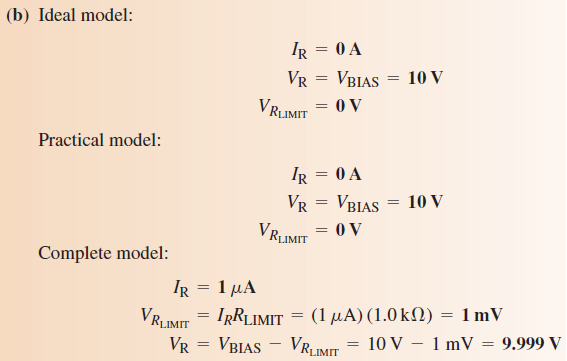 (b) Ideal model:
I_R = 0 A
V_R = V_BIAS = 10 V
V_R_LIMIT = 0 V
Practical model:
I_R = 0 A
V_R = V_BIAS = 10 V
V_R_LIMIT = 0 V
Complete model:
I_R = 1 μA
V_R_LIMIT = I_R R_LIMIT = (1 μA) (1.0 kΩ) = 1 mV
V_R = V_BIAS − V_R_LIMIT = 10 V − 1 mV = 9.999 V